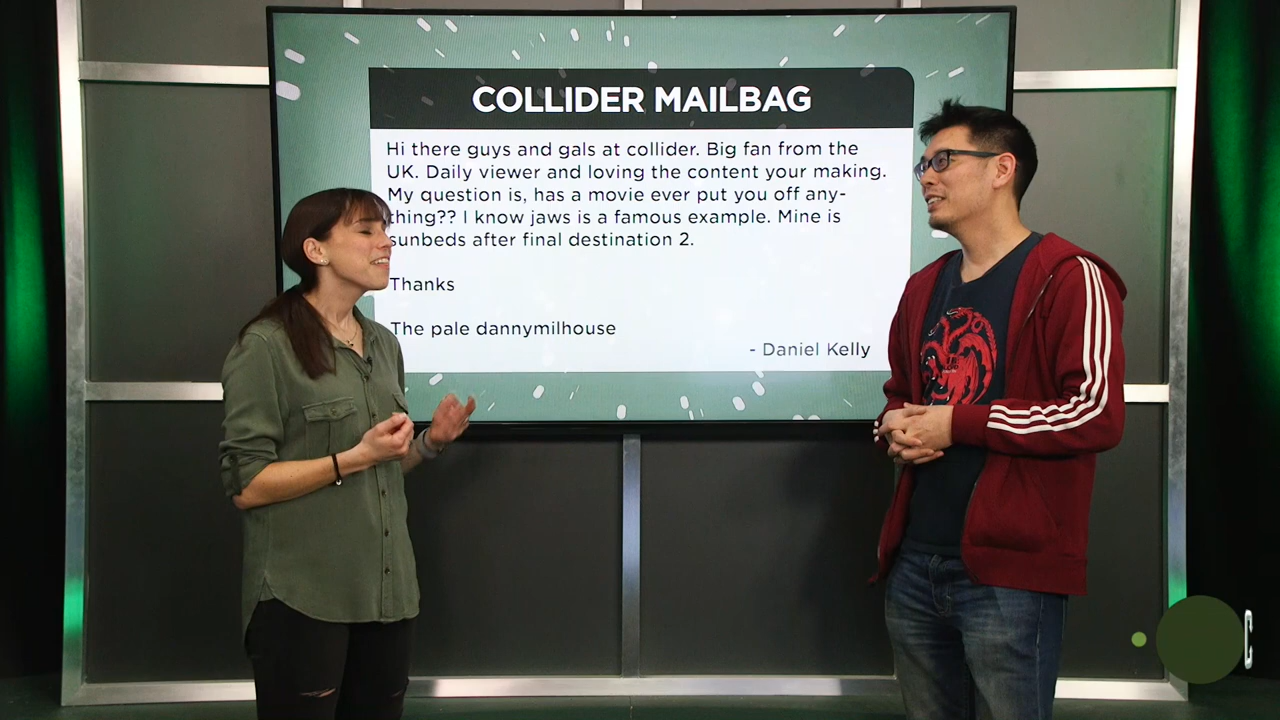 COLLIDER MAILBAG
Hi there guys and gals at collider. Big fan from the
UK. Daily viewer and loving the content your making.
My question is, has a movie ever put you off any-
thing?? I know jaws is a famous example. Mine is
sunbeds after final destination 2.
Thanks
The pale dannymilhouse
- Daniel Kelly
C